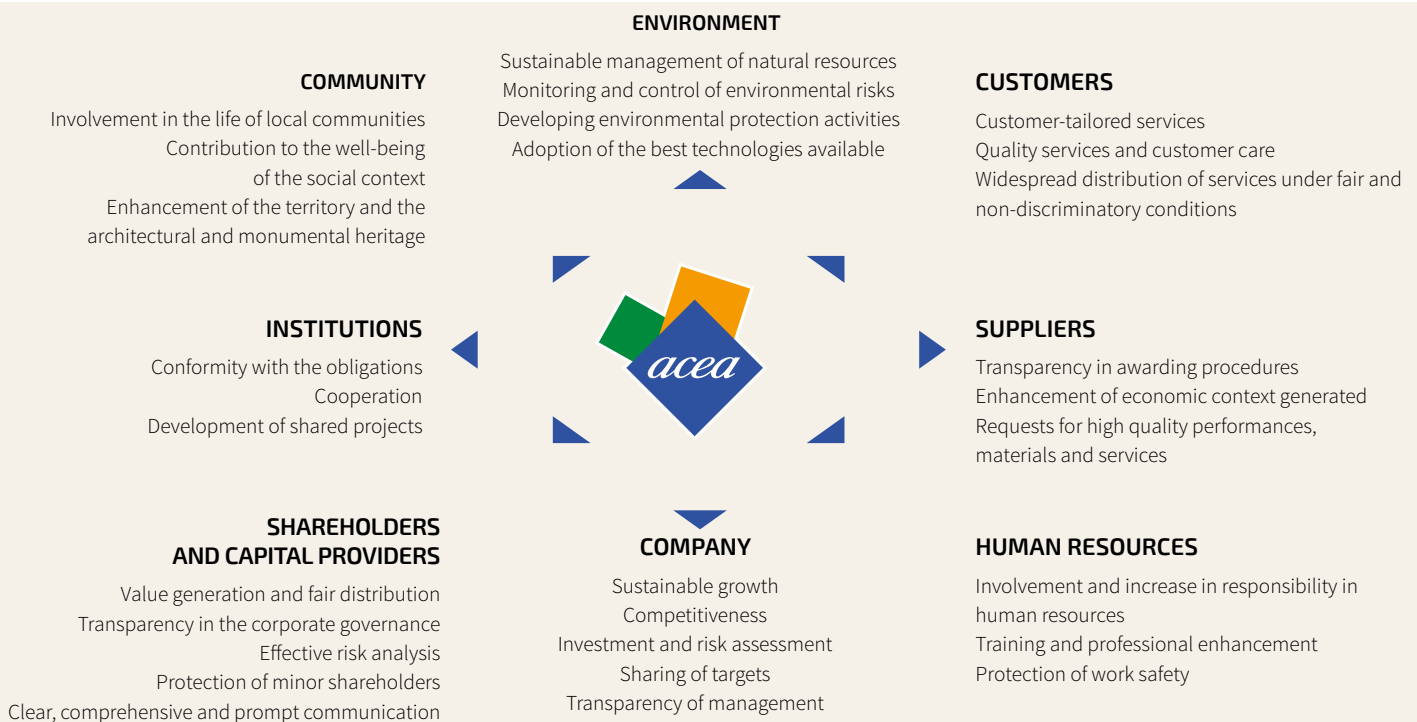 ENVIRONMENT
Sustainable management of natural resources
Monitoring and control of environmental risks
Developing environmental protection activities
Adoption of the best technologies available
COMMUNITY
Involvement in the life of local communities
Contribution to the well-being
of the social context
Enhancement of the territory and the
architectural and monumental heritage
CUSTOMERS
Customer-tailored services
Quality services and customer care
Widespread distribution of services under fair and
non-discriminatory conditions
INSTITUTIONS
Conformity with the obligations
Cooperation
Development of shared projects
acea
SUPPLIERS
Transparency in awarding procedures
Enhancement of economic context generated
Requests for high quality performances,
materials and services
SHAREHOLDERS
AND CAPITAL PROVIDERS
Value generation and fair distribution
Transparency in the corporate governance
Effective risk analysis
Protection of minor shareholders
Clear, comprehensive and prompt communication
COMPANY
Sustainable growth
Competitiveness
Investment and risk assessment
Sharing of targets
Transparency of management
HUMAN RESOURCES
Involvement and increase in responsibility in
human resources
Training and professional enhancement
Protection of work safety